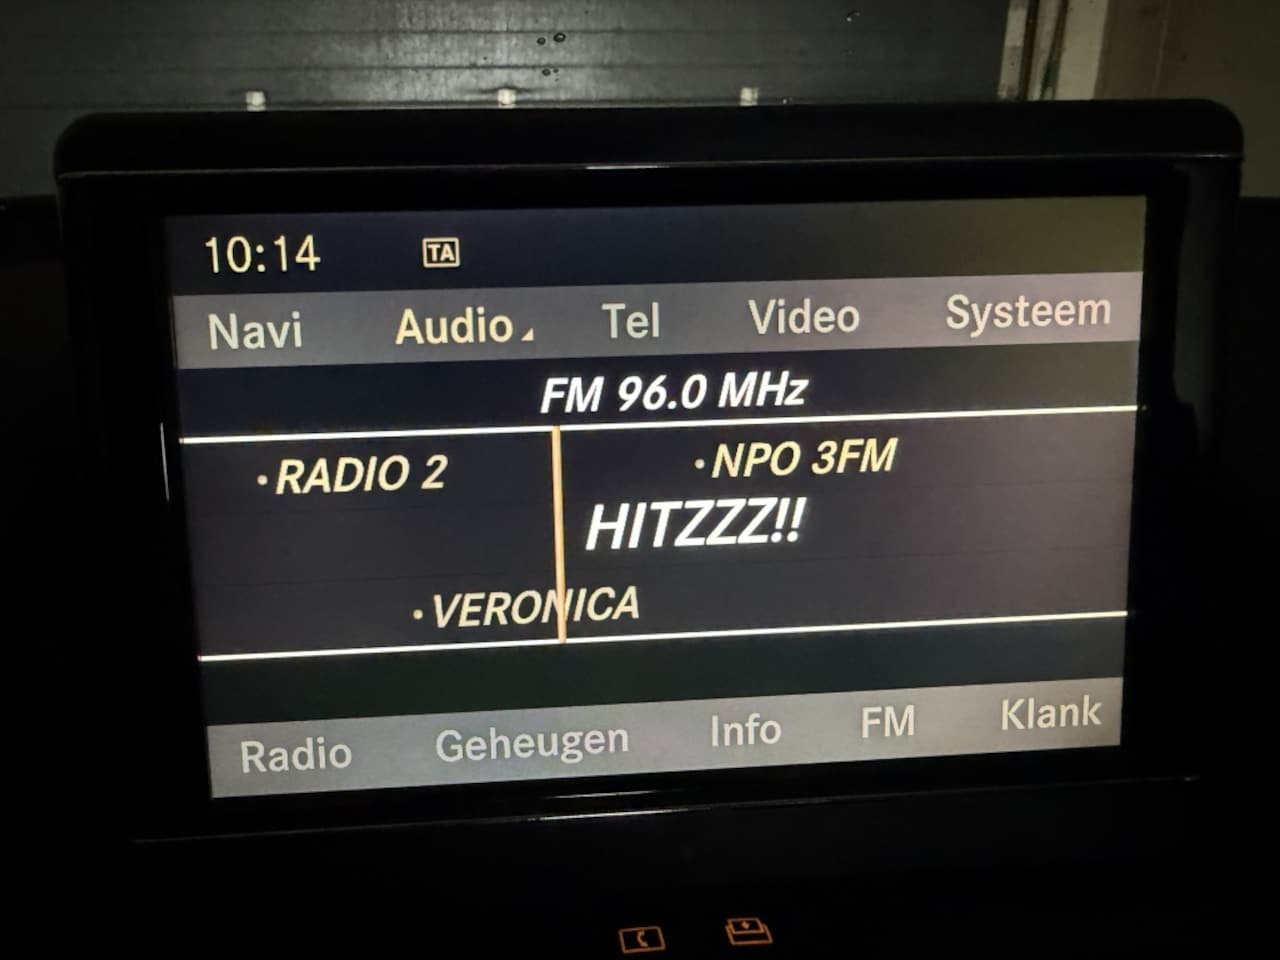 10:14 TA
Navi Audio Tel Video Systeem
FM 96.0 MHz
·RADIO 2 ·NPO 3FM
HITZZZ!!
·VERONICA
Radio Geheugen Info FM Klank